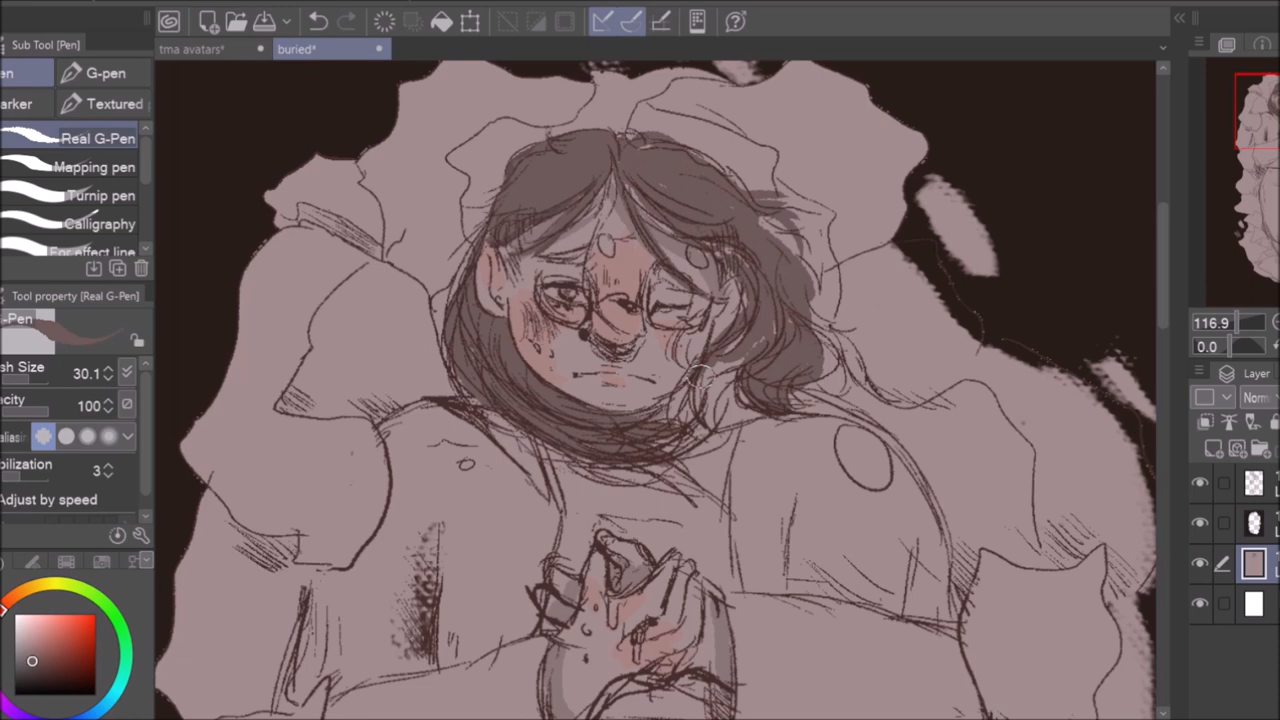 tma avatars*
buried*
Sub Tool [Pen]
en
G-pen
arker
Textured
Real G-Pen
Mapping pen
Turnip pen
Calligraphy
For effect line
Tool property [Real G-Pen]
-Pen
sh Size
30.1
acity
100
aliasir
bilization
3
Adjust by speed
116.9
0.0
Layer
Norm